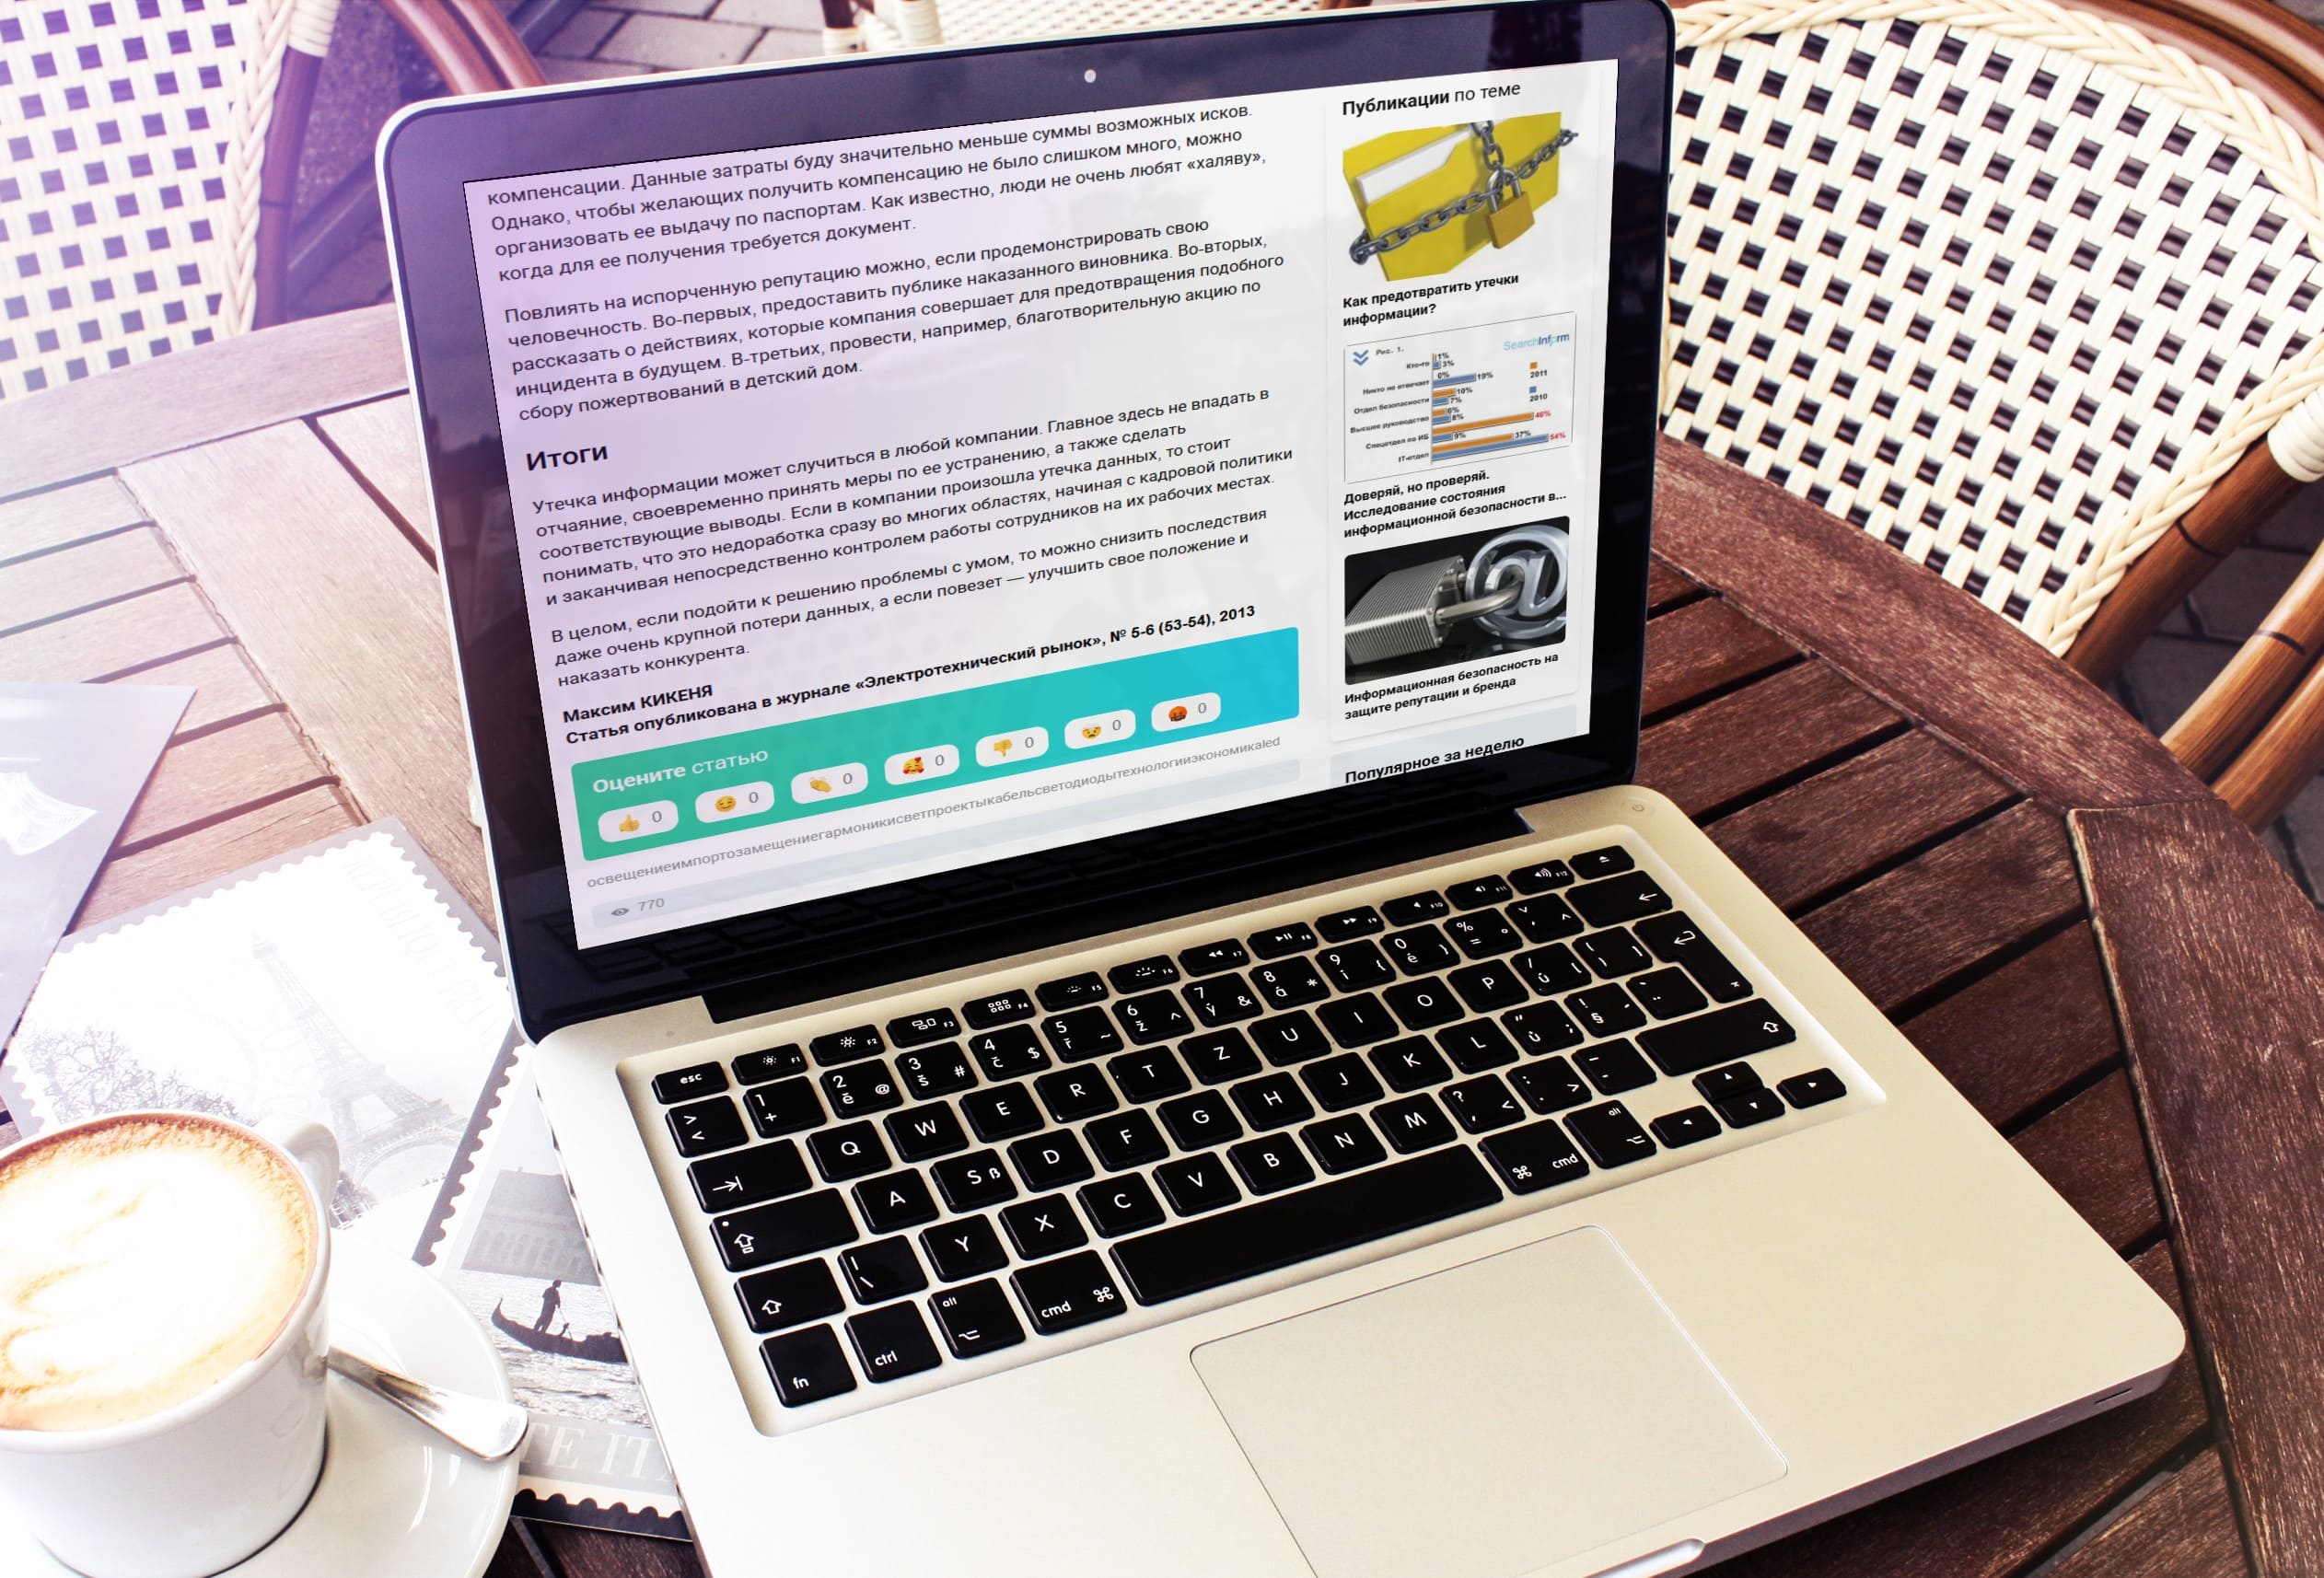 компенсации. Данные затраты буду значительно меньше суммы возможных исков.
Однако, чтобы желающих получить компенсацию не было слишком много, можно
организовать ее выдачу по паспортам. Как известно, люди не очень любят «халяву»,
когда для ее получения требуется документ.
Повлиять на испорченную репутацию можно, если продемонстрировать свою
человечность. Во-первых, предоставить публике наказанного виновника. Во-вторых,
рассказать о действиях, которые компания совершает для предотвращения подобного
инцидента в будущем. В-третьих, провести, например, благотворительную акцию по
сбору пожертвований в детский дом.
Итоги
Утечка информации может случиться в любой компании. Главное здесь не впадать в
отчаяние, своевременно принять меры по ее устранению, а также сделать
соответствующие выводы. Если в компании произошла утечка данных, то стоит
понимать, что это недоработка сразу во многих областях, начиная с кадровой политики
и заканчивая непосредственно контролем работы сотрудников на их рабочих местах.
В целом, если подойти к решению проблемы с умом, то можно снизить последствия
даже очень крупной потери данных, а если повезет — улучшить свое положение и
наказать конкурента.
Максим КИКЕНЯ
Статья опубликована в журнале «Электротехнический рынок», № 5-6 (53-54), 2013
Оцените статью
0 0 0 0 0 0 0
освещениеимпортозамещениегармоникисветпроектыкабельсветодиодытехнологииэкономикаled
770
Публикации по теме
Как предотвратить утечки
информации?
Рис. 1.
SearchInform
Кто-то 1% 3%
Никто не отвечает 0% 19%
2011
Отдел безопасности 10% 7%
2010
Высшее руководство 6% 8%
46%
Спецотдел по ИБ 9% 37% 54%
IT-отдел
Доверяй, но проверяй.
Исследование состояния
информационной безопасности в...
@
Информационная безопасность на
защите репутации и бренда
Популярное за неделю
esc F1 F2 F3 F4 F5 F6 F7 F8 F9 F10 F11 F12
> < 1 + 2 ě @ 3 š # 4 č $ 5 ř ~ 6 ž ^ 7 ý & 8 á * 9 í { 0 é } % = °
Q W E R T Z U I O P / ú ( )
A S ß D F G H J K L " ů ; ! §
| \ Y X C V B N M ? , < : . > - 
fn ctrl alt cmd ⌘ ⌘ cmd alt